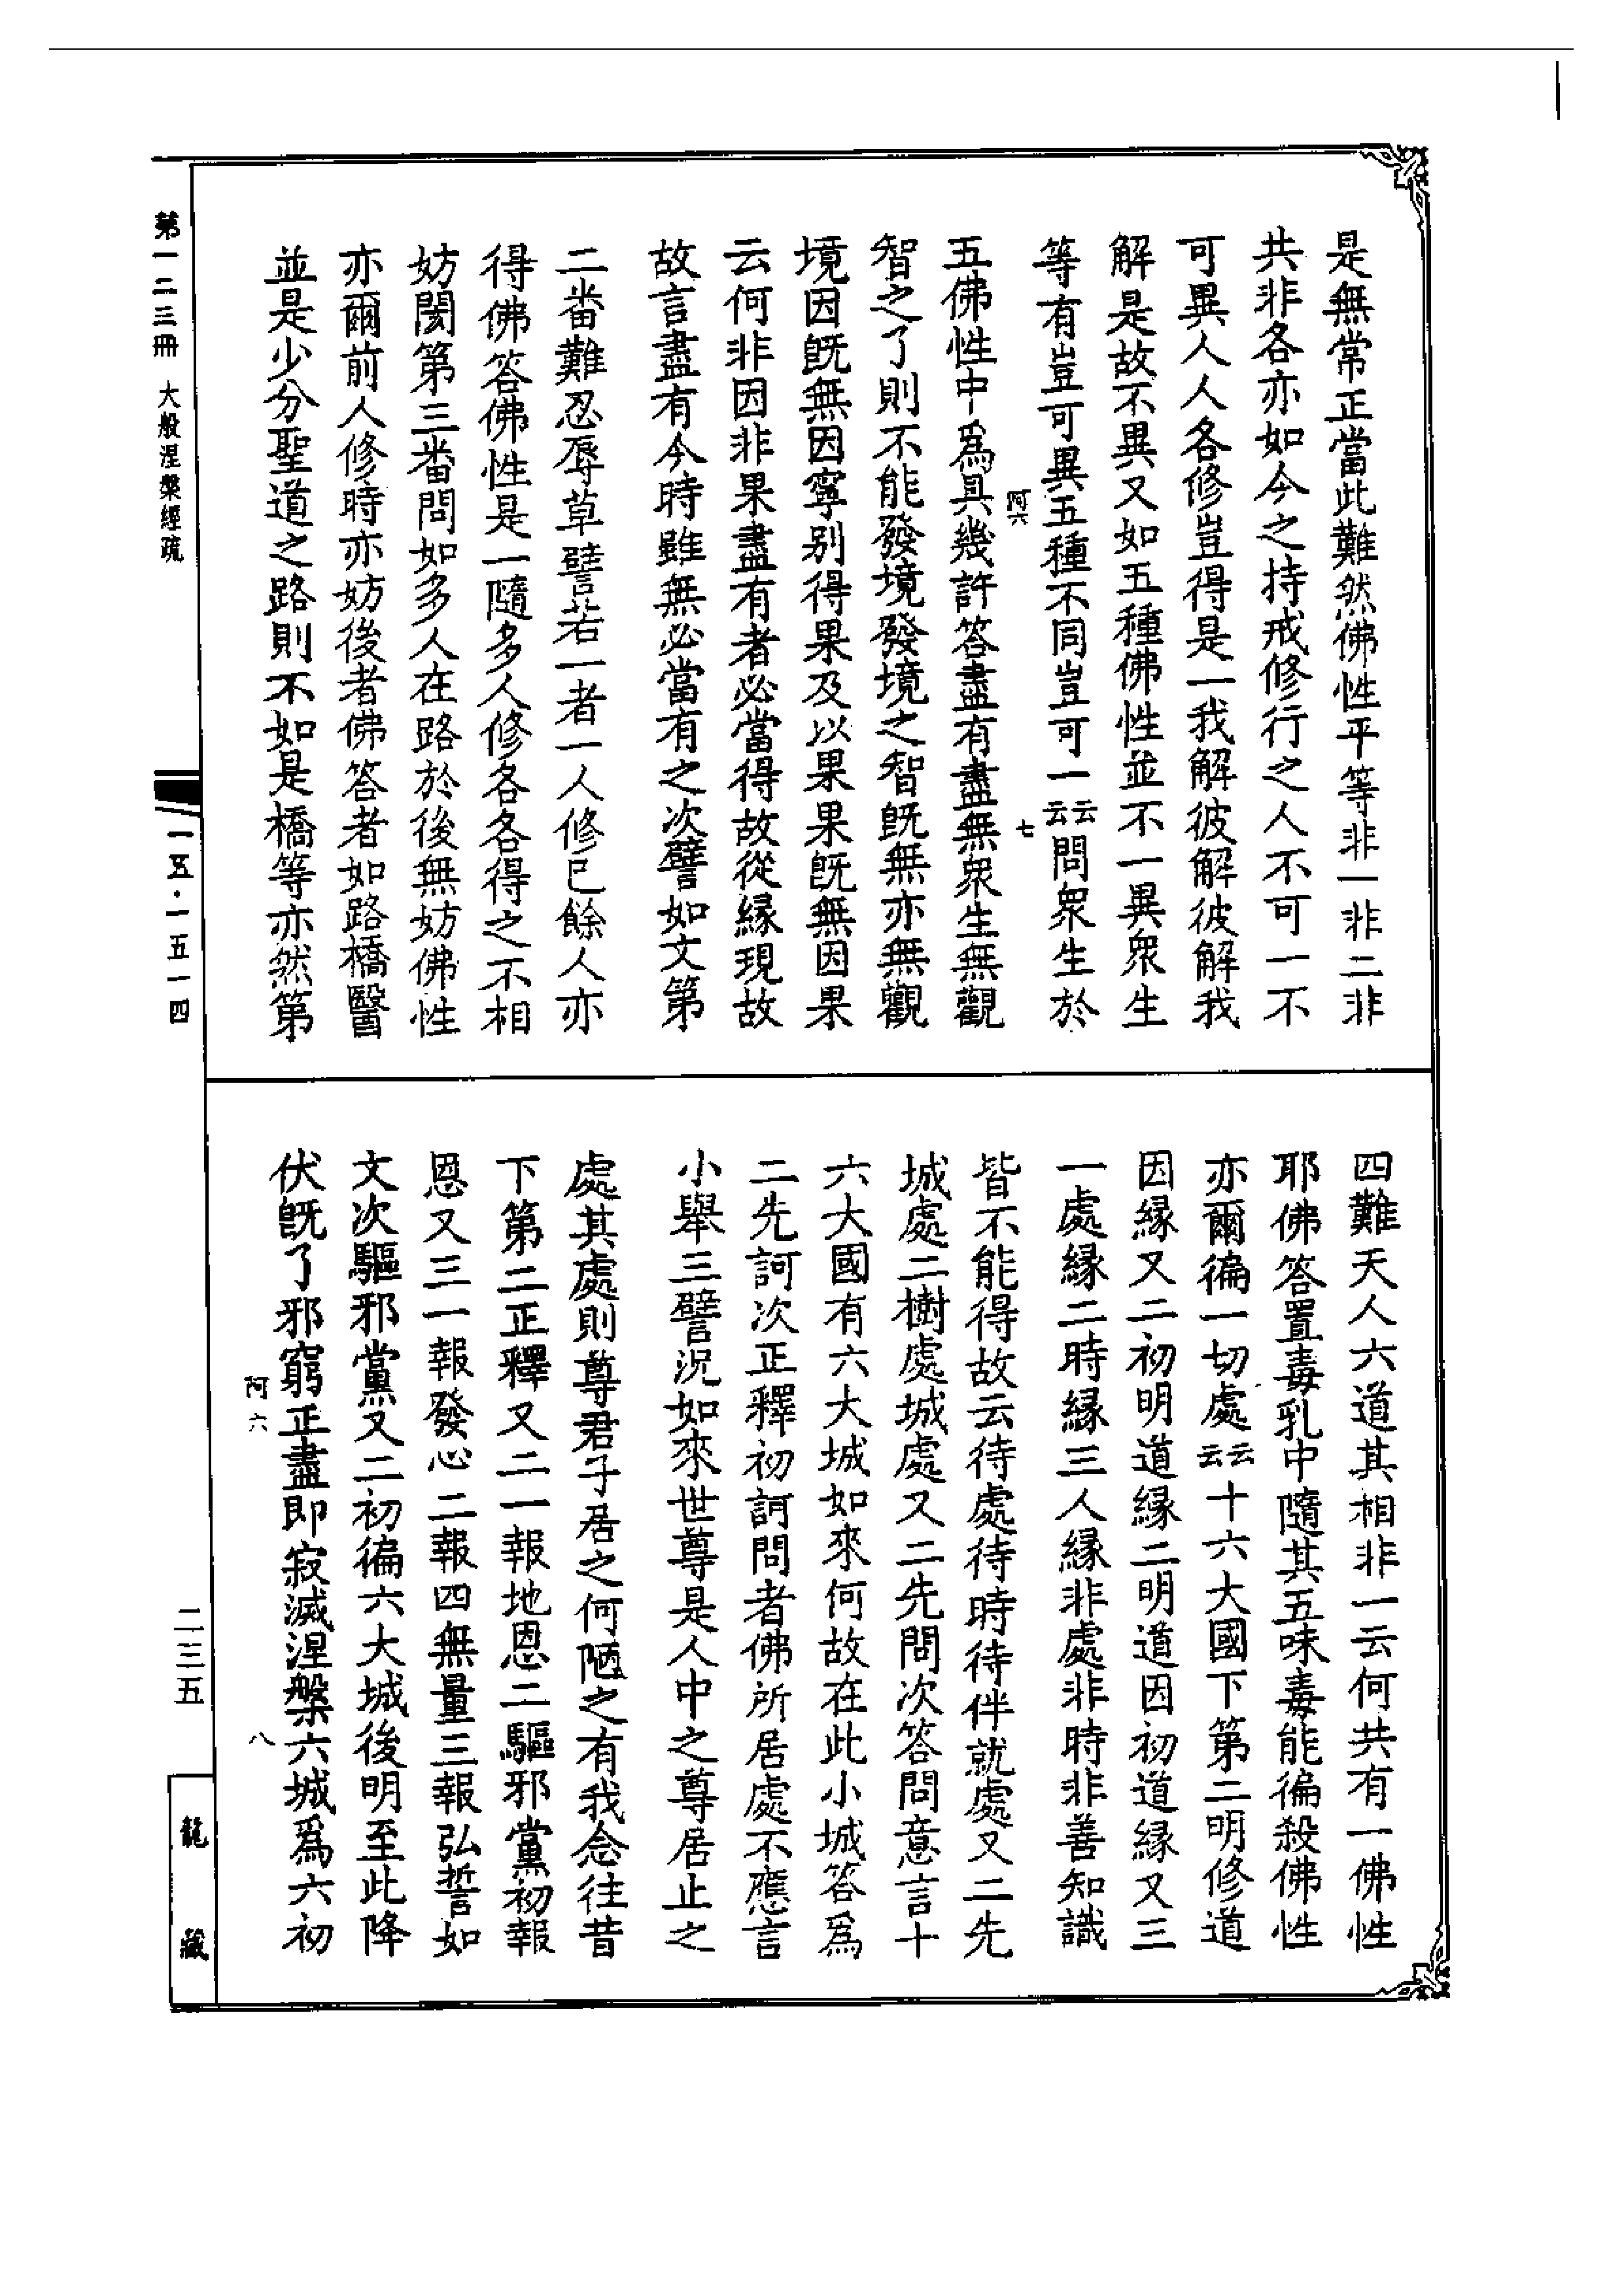 是無常正當此難然佛性平等非一非二非
共非各亦如今之持戒修行之人不可一不
可異人人各修豈得是一我解彼解彼解我
解是故不異又如五種佛性並不一異衆生
等有豈可異五種不同豈可一云云問衆生於
阿六
七
五佛性中爲具幾許答盡有盡無衆生無觀
智之了則不能發境發境之智既無亦無觀
境因既無因寧別得果及以果果既無因果
云何非因非果盡有者必當得故從緣現故
故言盡有今時雖無必當有之次譬如文第
二番難忍辱草譬若一者一人修已餘人亦
得佛答佛性是一隨多人修各各得之不相
妨閡第三番問如多人在路於後無妨佛性
亦爾前人修時亦妨後者佛答者如路橋醫
並是少分聖道之路則不如是橋等亦然第
四難天人六道其相非一云何共有一佛性
耶佛答置毒乳中隨其五味毒能徧殺佛性
亦爾徧一切處云云十六大國下第二明修道
因緣又二初明道緣二明道因初道緣又三
一處緣二時緣三人緣非處非時非善知識
皆不能得故云待處待時待伴就處又二先
城處二樹處城處又二先問次答問意言十
六大國有六大城如來何故在此小城答爲
二先訶次正釋初訶問者佛所居處不應言
小舉三譬況如來世尊是人中之尊居止之
處其處則尊君子居之何陋之有我念往昔
下第二正釋又二一報地恩二驅邪黨初報
恩又三一報發心二報四無量三報弘誓如
文次驅邪黨又二初徧六大城後明至此降
伏既了邪窮正盡即寂滅涅槃六城爲六初
阿六
八
第一二三冊 大般涅槃經疏
一五·一五一四
二三五
龍藏